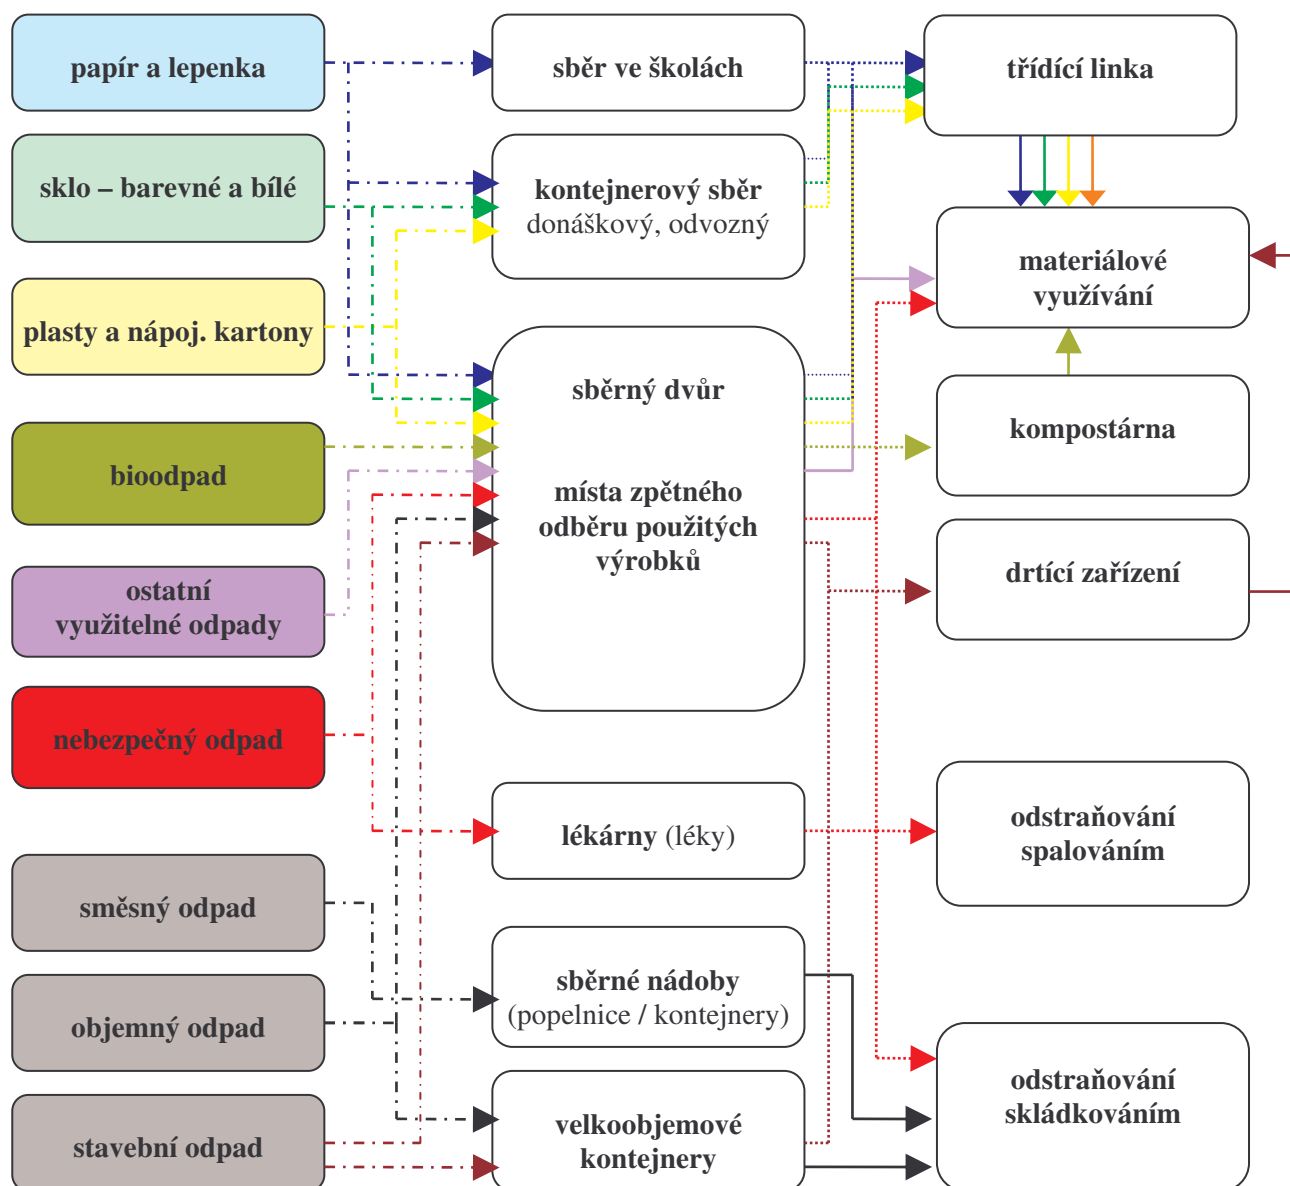 papír a lepenka
sklo – barevné a bílé
plasty a nápoj. kartony
bioodpad
ostatní
využitelné odpady
nebezpečný odpad
směsný odpad
objemný odpad
stavební odpad
sběr ve školách
kontejnerový sběr
donáškový, odvozný
sběrný dvůr
místa zpětného
odběru použitých
výrobků
lékárny (léky)
sběrné nádoby
(popelnice / kontejnery)
velkoobjemové
kontejnery
třídící linka
materiálové
využívání
kompostárna
drtící zařízení
odstraňování
spalováním
odstraňování
skládkováním